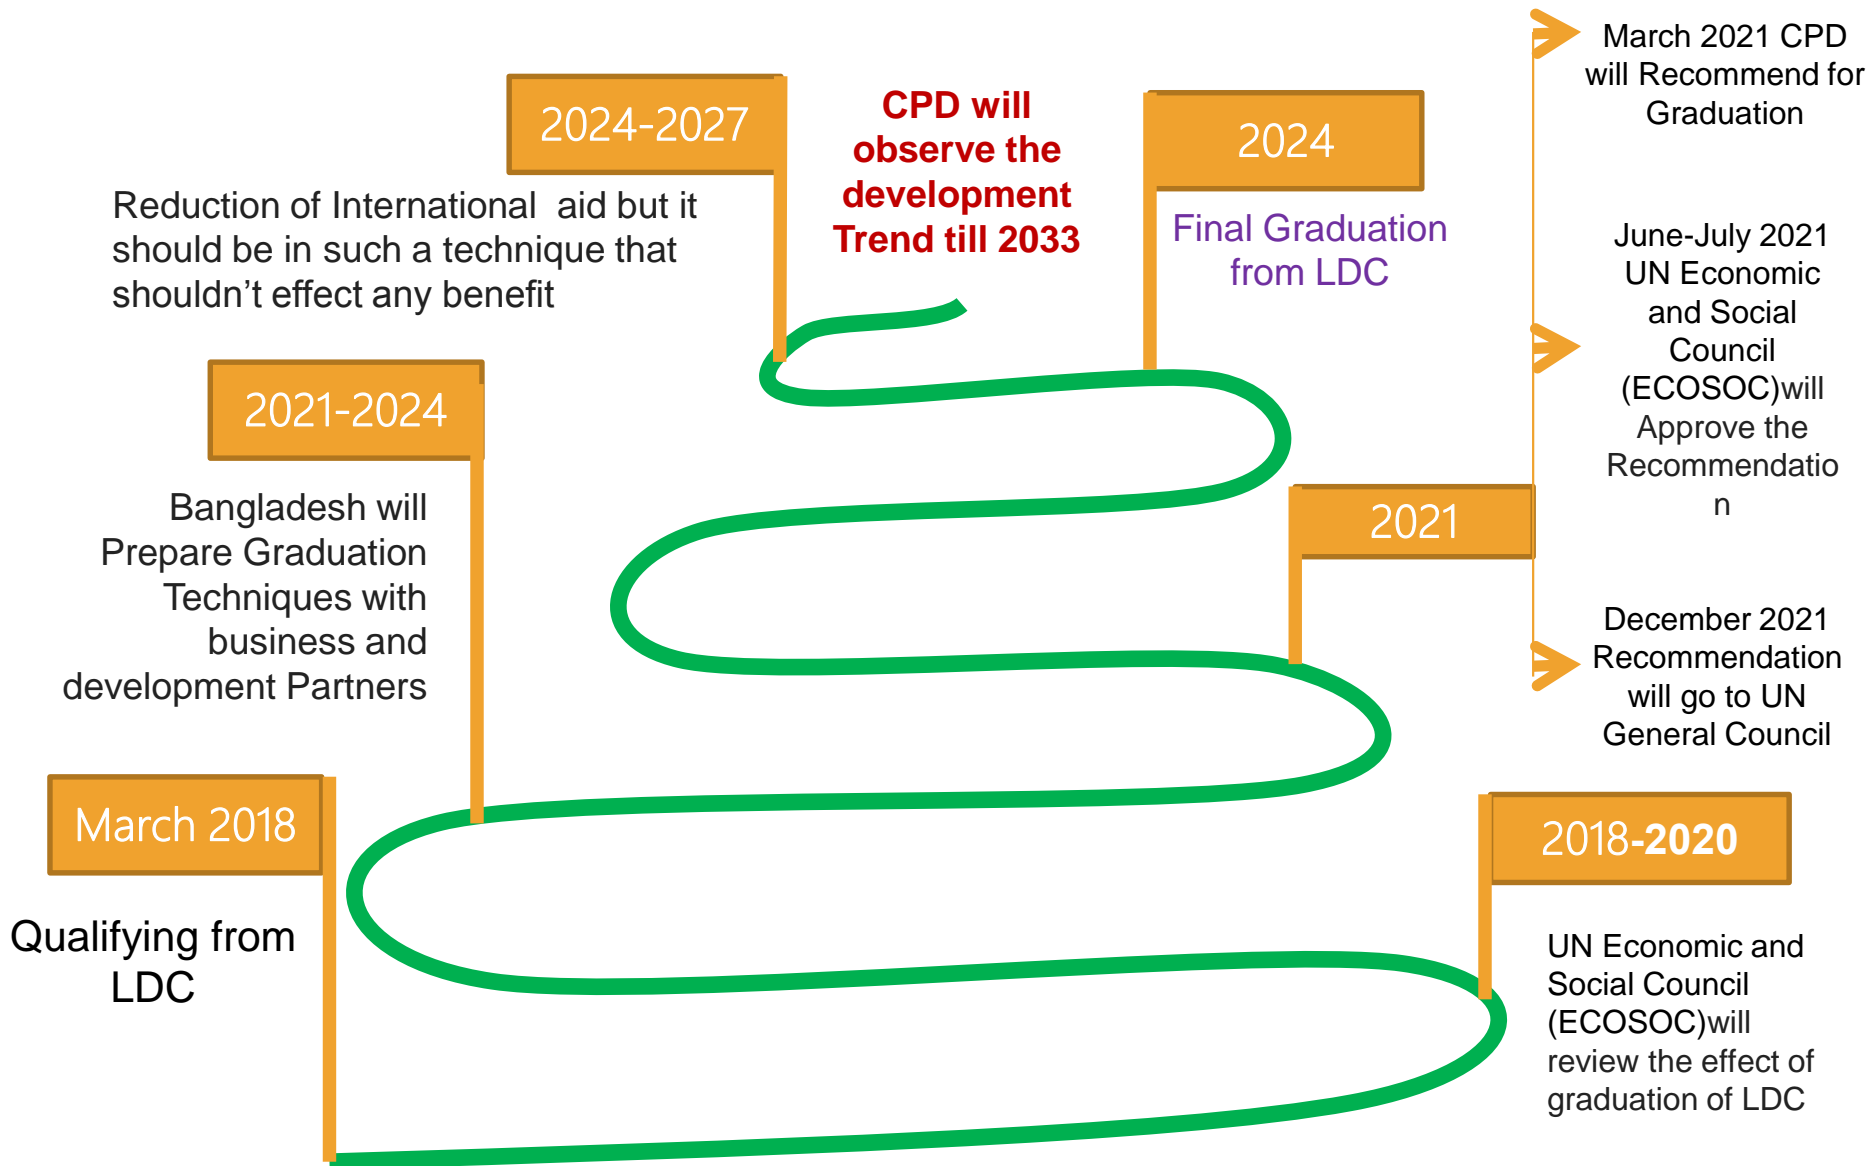 2024-2027
Reduction of International  aid but it
should be in such a technique that
shouldn’t effect any benefit
CPD will
observe the
development
Trend till 2033
2024
Final Graduation
from LDC
March 2021 CPD
will Recommend for
Graduation
June-July 2021
UN Economic
and Social
Council
(ECOSOC)will
Approve the
Recommendatio
n
December 2021
Recommendation
will go to UN
General Council
2021
2021-2024
Bangladesh will
Prepare Graduation
Techniques with
business and
development Partners
March 2018
Qualifying from
LDC
2018-2020
UN Economic and
Social Council
(ECOSOC)will
review the effect of
graduation of LDC